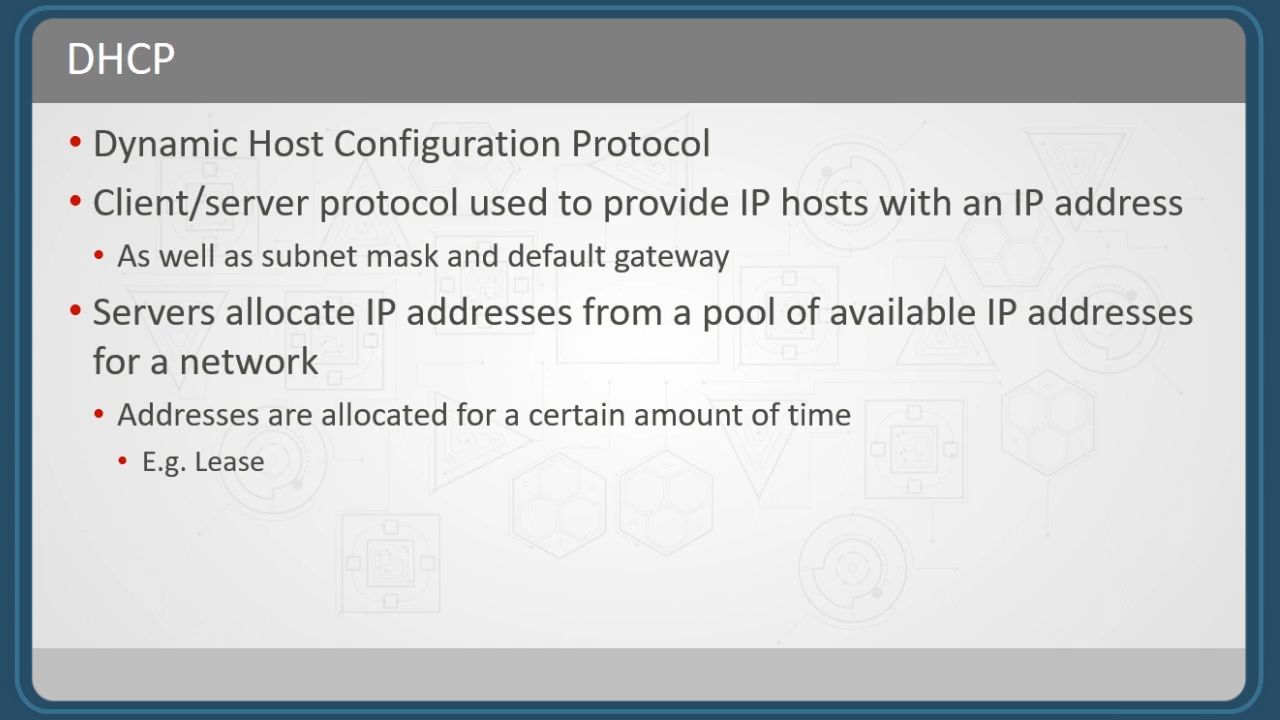 DHCP
• Dynamic Host Configuration Protocol
• Client/server protocol used to provide IP hosts with an IP address
• As well as subnet mask and default gateway
• Servers allocate IP addresses from a pool of available IP addresses
for a network
• Addresses are allocated for a certain amount of time
• E.g. Lease